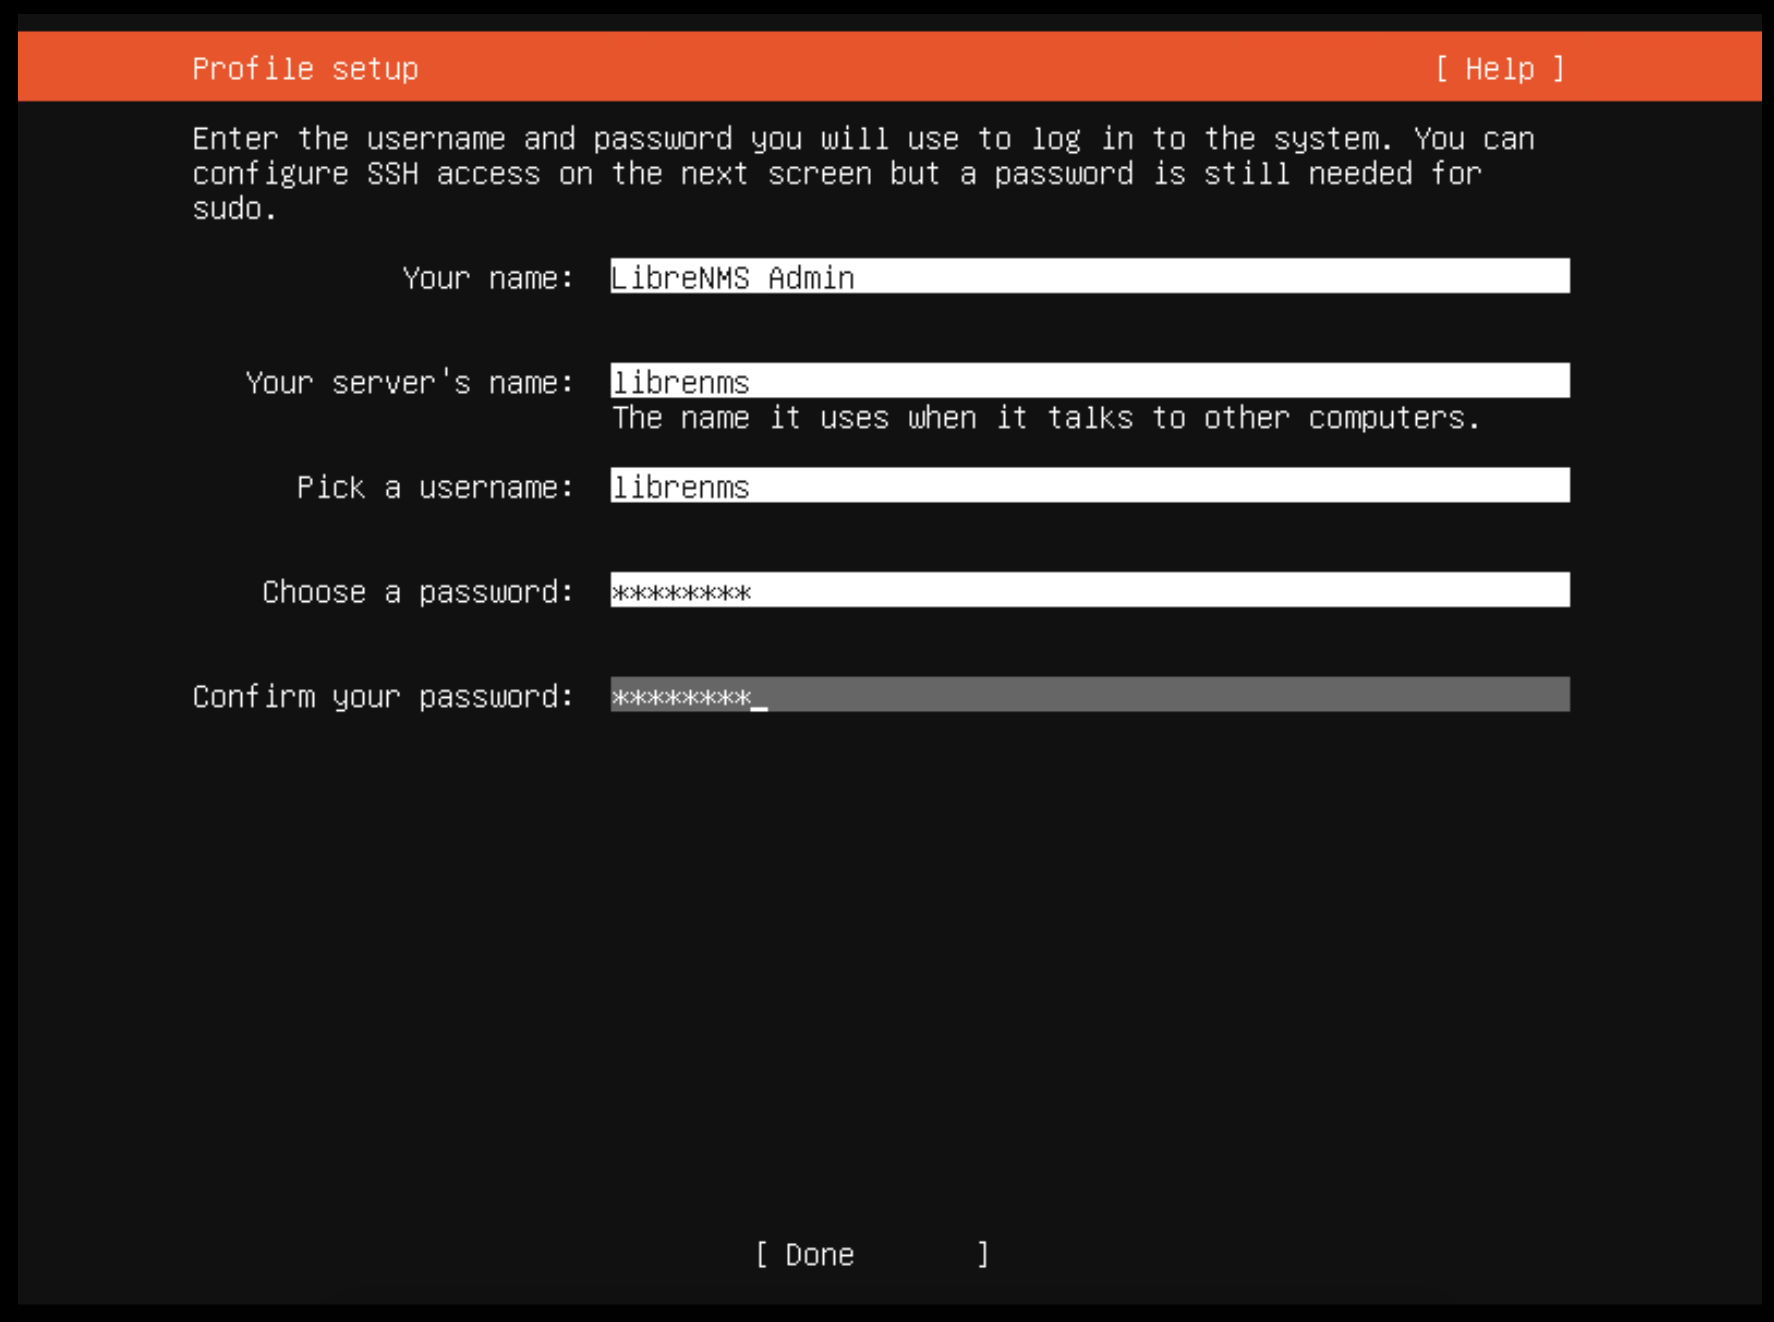 Profile setup [ Help ]
Enter the username and password you will use to log in to the system. You can
configure SSH access on the next screen but a password is still needed for
sudo.
Your name: LibreNMS Admin
Your server's name: librenms
The name it uses when it talks to other computers.
Pick a username: librenms
Choose a password: ********
Confirm your password: ********_
[ Done ]